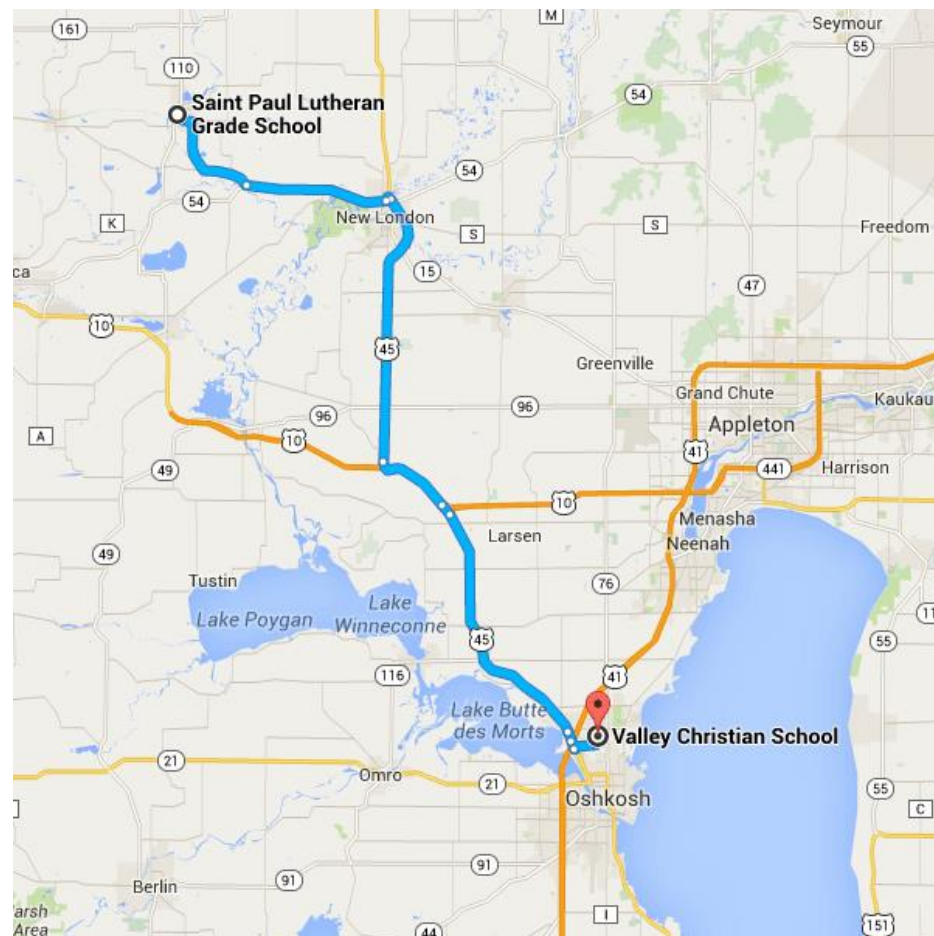 M
Seymour
161
55
110
54
Saint Paul Lutheran
Grade School
54
54
New London
K
S
S
Freedom
ca
15
47
10
45
Greenville
Grand Chute
96
96
Kaukau
Appleton
A
10
41
49
441
Harrison
10
Larsen
Menasha
Neenah
49
76
Tustin
Lake
Winneconne
Lake Poygan
11
45
55
116
41
Lake Butte
des Morts
Valley Christian School
21
Omro
21
Oshkosh
55
C
91
Berlin
91
arsh
Area
I
44
151